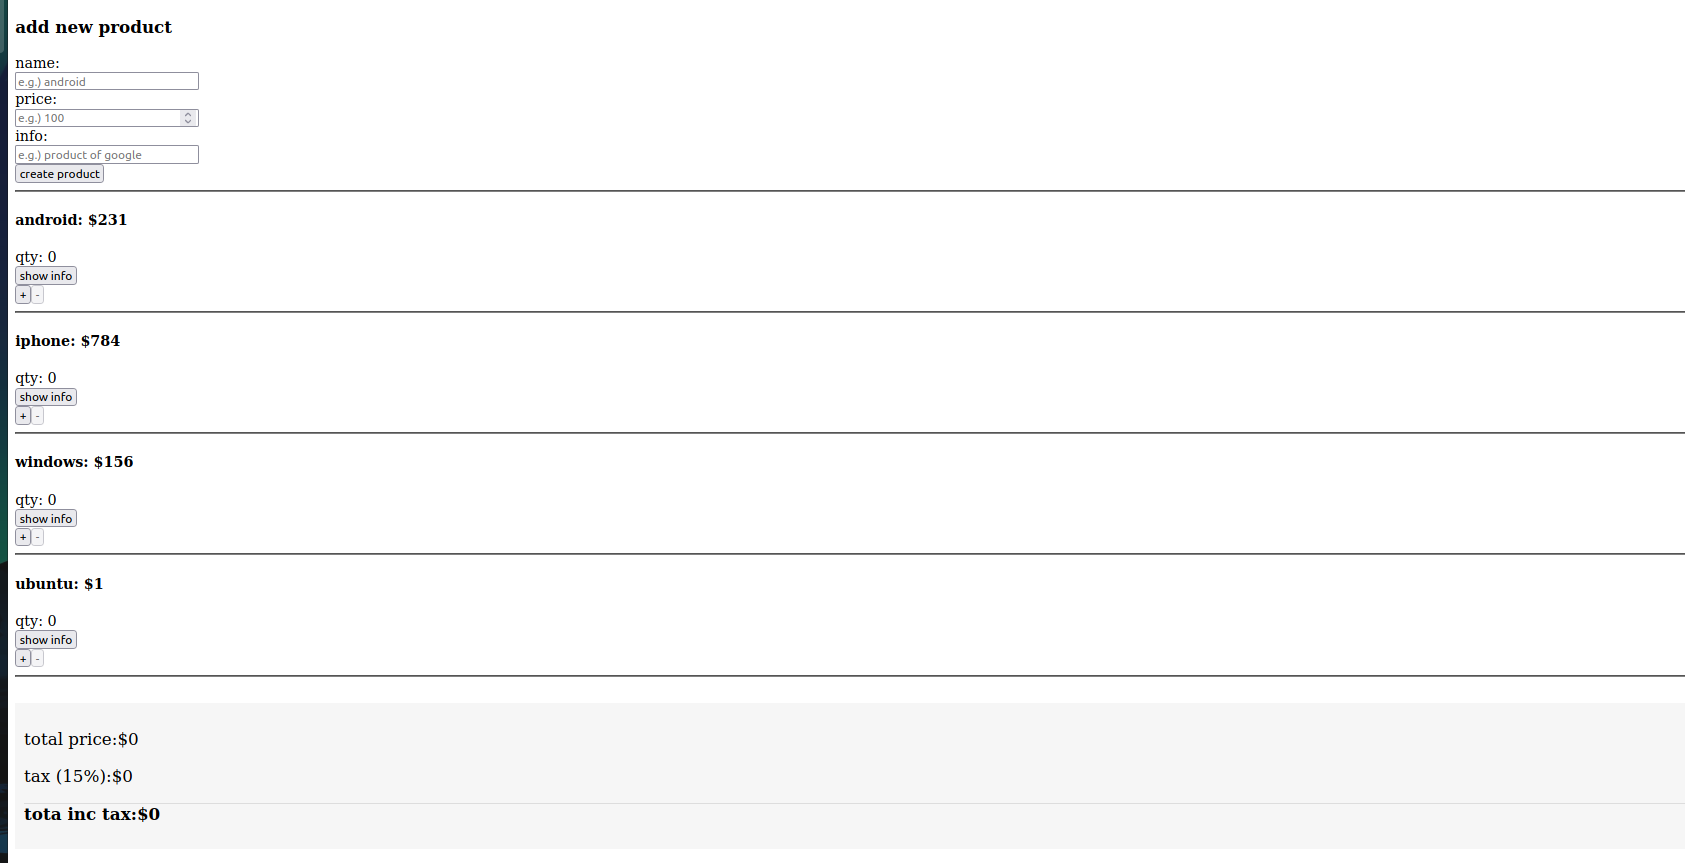 add new product
name:
e.g.) android
price:
e.g.) 100
info:
e.g.) product of google
create product
android: $231
qty: 0
show info
+ -
iphone: $784
qty: 0
show info
+ -
windows: $156
qty: 0
show info
+ -
ubuntu: $1
qty: 0
show info
+ -
total price:$0
tax (15%):$0
tota inc tax:$0